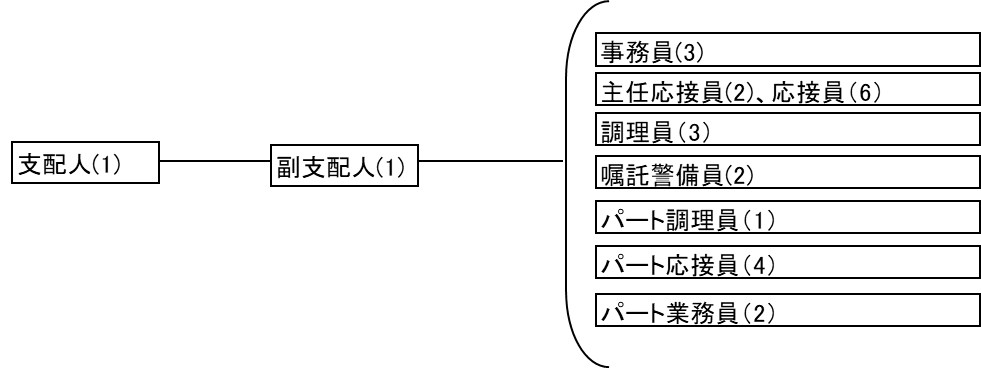 支配人(1)
副支配人(1)
事務員(3)
主任応接員(2)、応接員（6）
調理員（3）
嘱託警備員(2)
パート調理員（1）
パート応接員（4）
パート業務員（2）